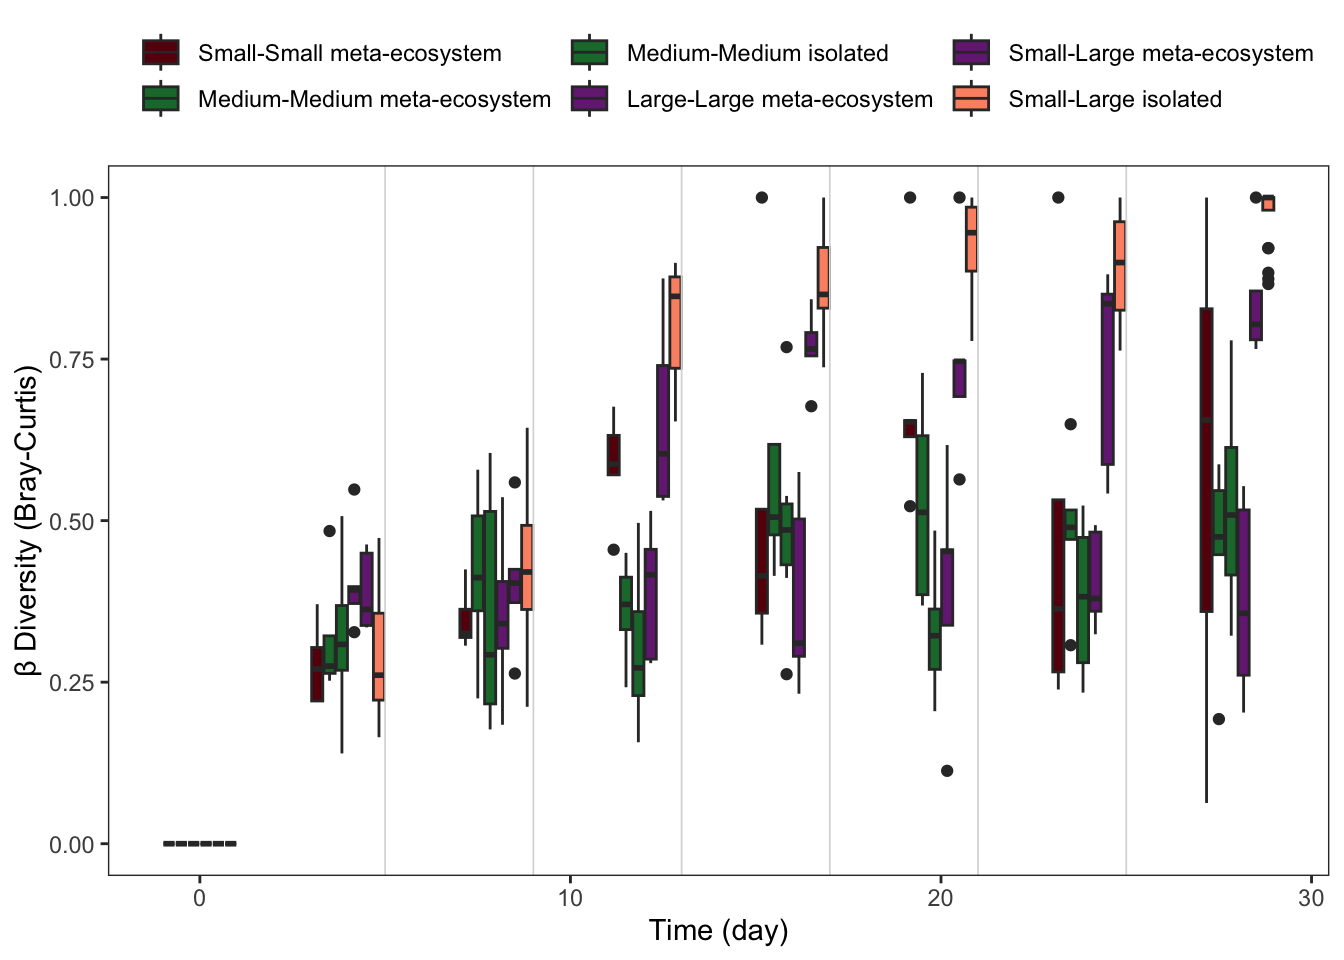 Small-Small meta-ecosystem Medium-Medium isolated Small-Large meta-ecosystem
Medium-Medium meta-ecosystem Large-Large meta-ecosystem Small-Large isolated
1.00
0.75
0.50
0.25
0.00
β Diversity (Bray-Curtis)
0 10 20 30
Time (day)